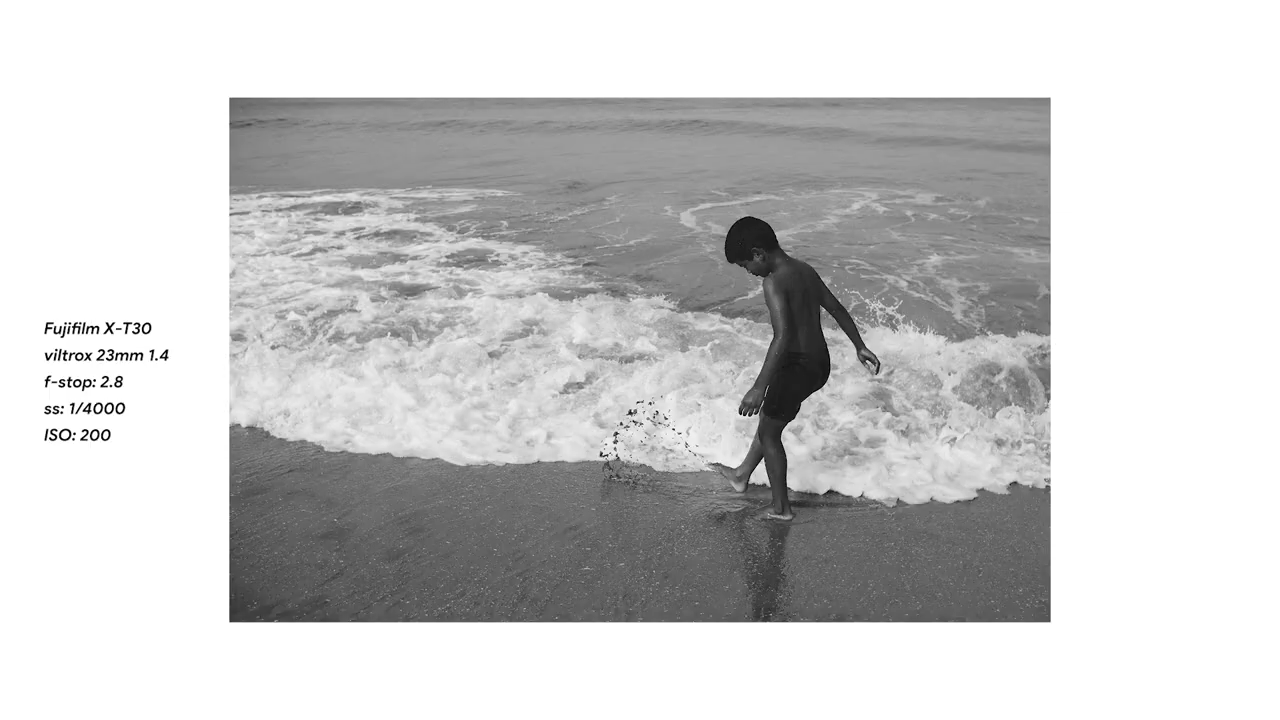 Fujifilm X-T30
viltrox 23mm 1.4
f-stop: 2.8
ss: 1/4000
ISO: 200